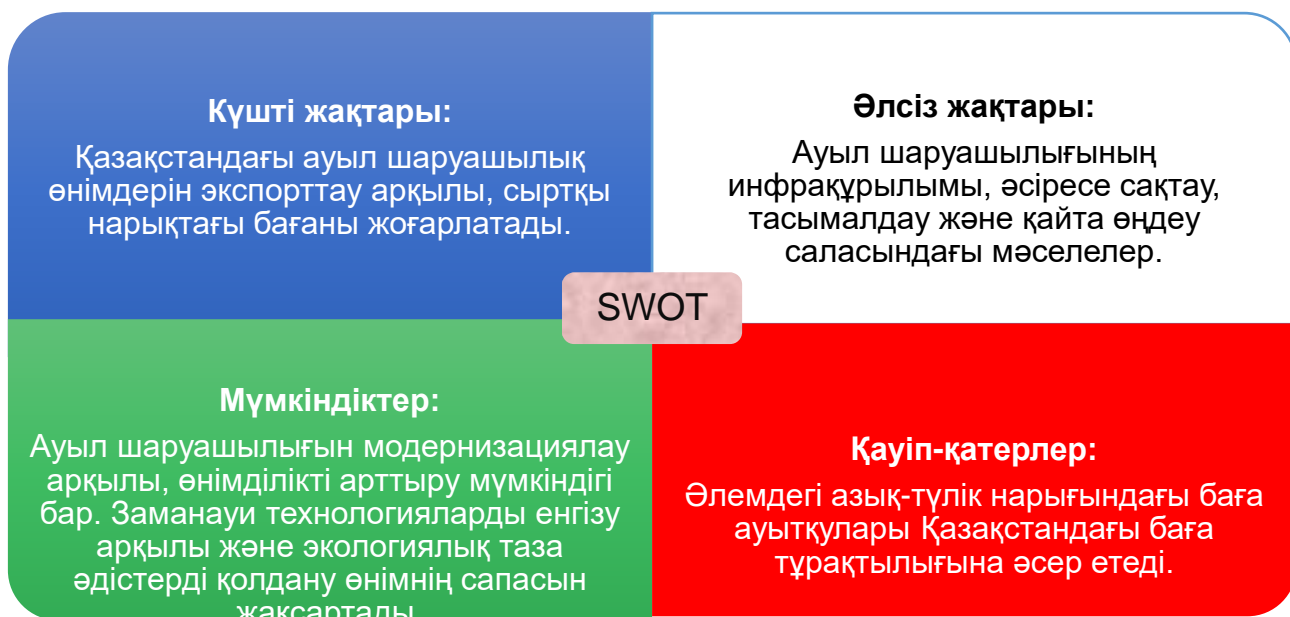 Күшті жақтары:
Қазақстандағы ауыл шаруашылық
өнімдерін экспорттау арқылы, сыртқы
нарықтағы бағаны жоғарлатады.
Әлсіз жақтары:
Ауыл шаруашылығының
инфрақұрылымы, әсіресе сақтау,
тасымалдау және қайта өңдеу
саласындағы мәселелер.
SWOT
Мүмкіндіктер:
Ауыл шаруашылығын модернизациялау
арқылы, өнімділікті арттыру мүмкіндігі
бар. Заманауи технологияларды енгізу
арқылы және экологиялық таза
әдістерді қолдану өнімнің сапасын
жақсартады
Қауіп-қатерлер:
Әлемдегі азық-түлік нарығындағы баға
ауытқулары Қазақстандағы баға
тұрақтылығына әсер етеді.